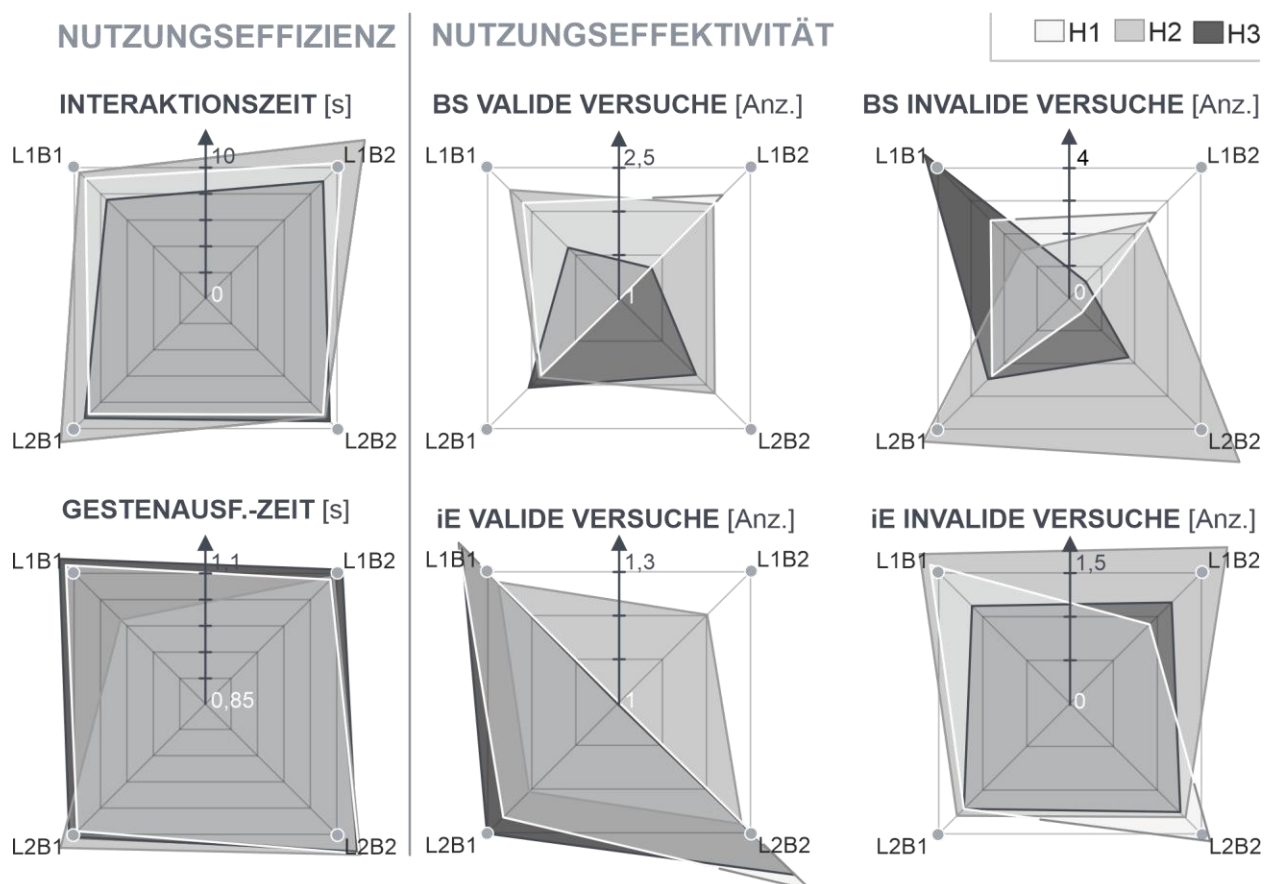 NUTZUNGSEFFIZIENZ
NUTZUNGSEFFEKTIVITÄT
H1 H2 H3
INTERAKTIONSZEIT [s]
L1B1
10
L1B2
0
L2B1
L2B2
BS VALIDE VERSUCHE [Anz.]
L1B1
2,5
L1B2
1
L2B1
L2B2
BS INVALIDE VERSUCHE [Anz.]
L1B1
4
L1B2
0
L2B1
L2B2
GESTENAUSF.-ZEIT [s]
L1B1
1,1
L1B2
0,85
L2B1
L2B2
iE VALIDE VERSUCHE [Anz.]
L1B1
1,3
L1B2
1
L2B1
L2B2
iE INVALIDE VERSUCHE [Anz.]
L1B1
1,5
L1B2
0
L2B1
L2B2